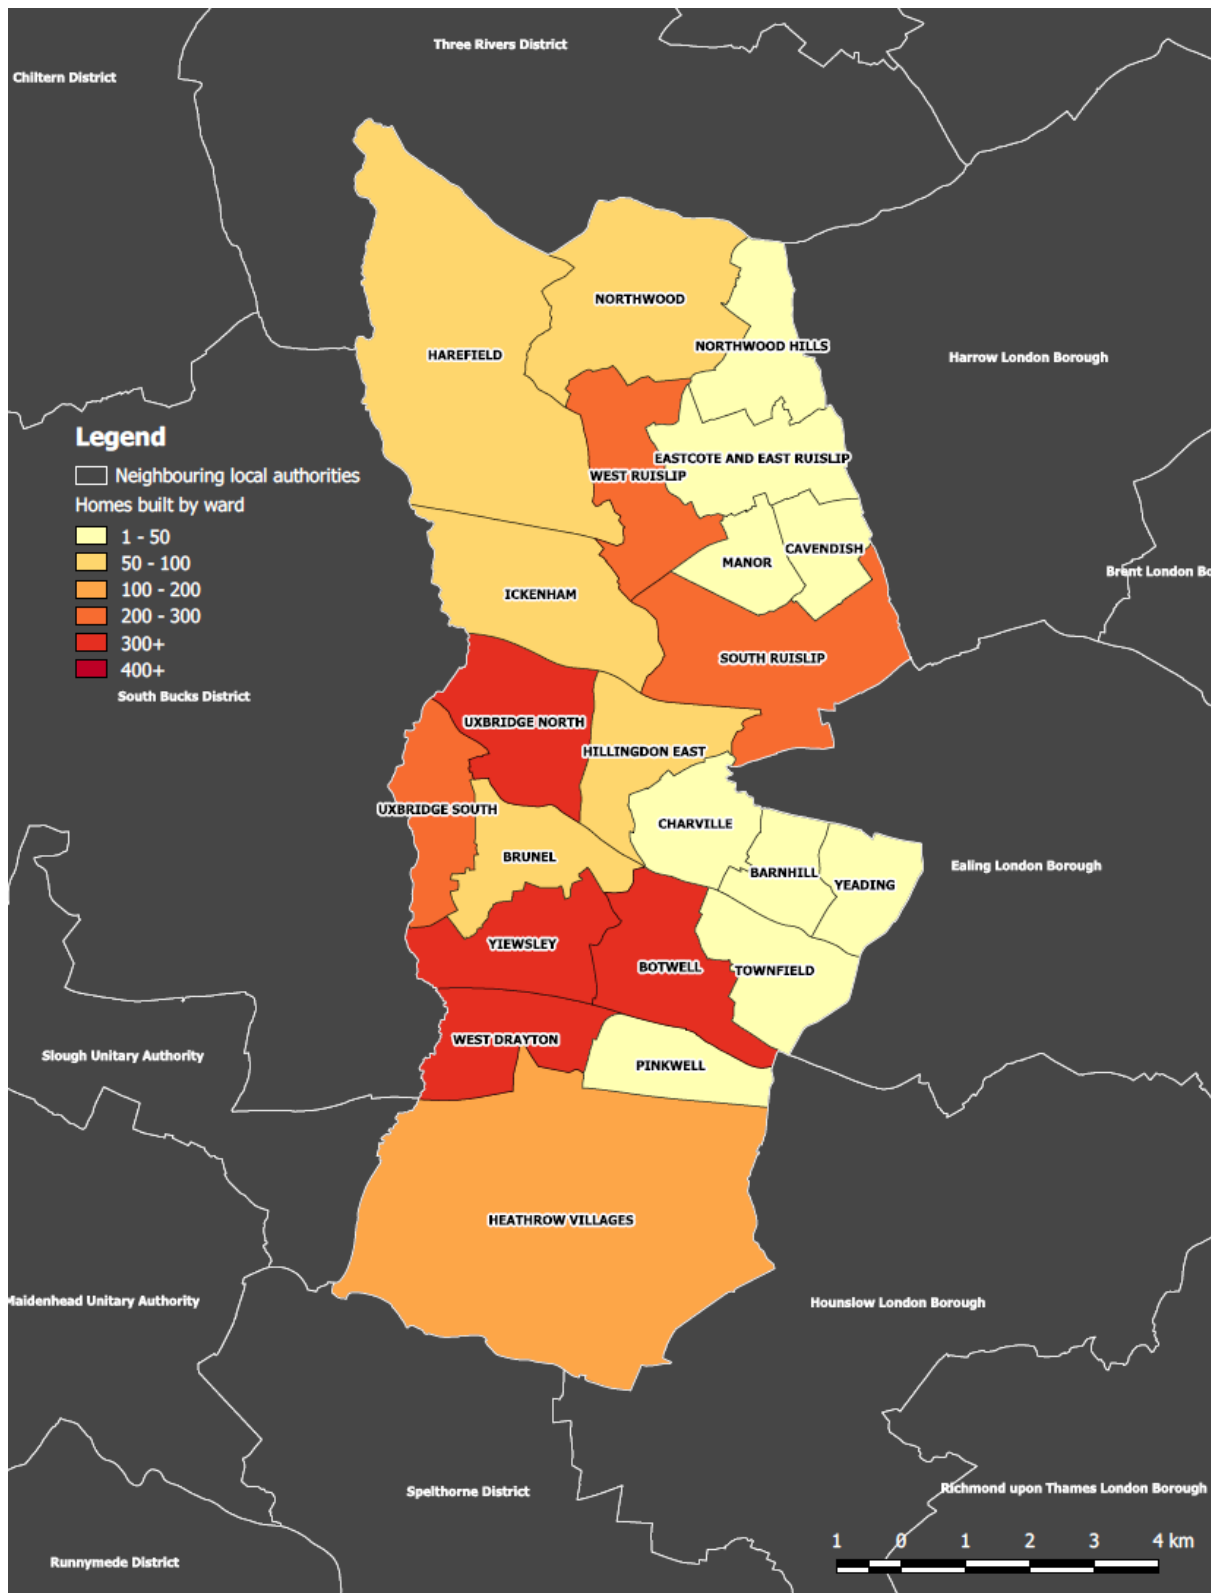 Three Rivers District
Chiltern District
NORTHWOOD
NORTHWOOD HILLS
HAREFIELD
Harrow London Borough
Legend
Neighbouring local authorities
Homes built by ward
1 - 50
50 - 100
100 - 200
200 - 300
300+
400+
EASTCOTE AND EAST RUISLIP
WEST RUISLIP
CAVENDISH
MANOR
Brent London Bo
ICKENHAM
SOUTH RUISLIP
South Bucks District
UXBRIDGE NORTH
HILLINGDON EAST
UXBRIDGE SOUTH
CHARVILLE
BRUNEL
BARNHILL
YEADING
Ealing London Borough
YIEWSLEY
BOTWELL
TOWNFIELD
WEST DRAYTON
PINKWELL
Slough Unitary Authority
HEATHROW VILLAGES
Maidenhead Unitary Authority
Hounslow London Borough
Spelthorne District
Richmond upon Thames London Borough
Runnymede District
1 0 1 2 3 4 km